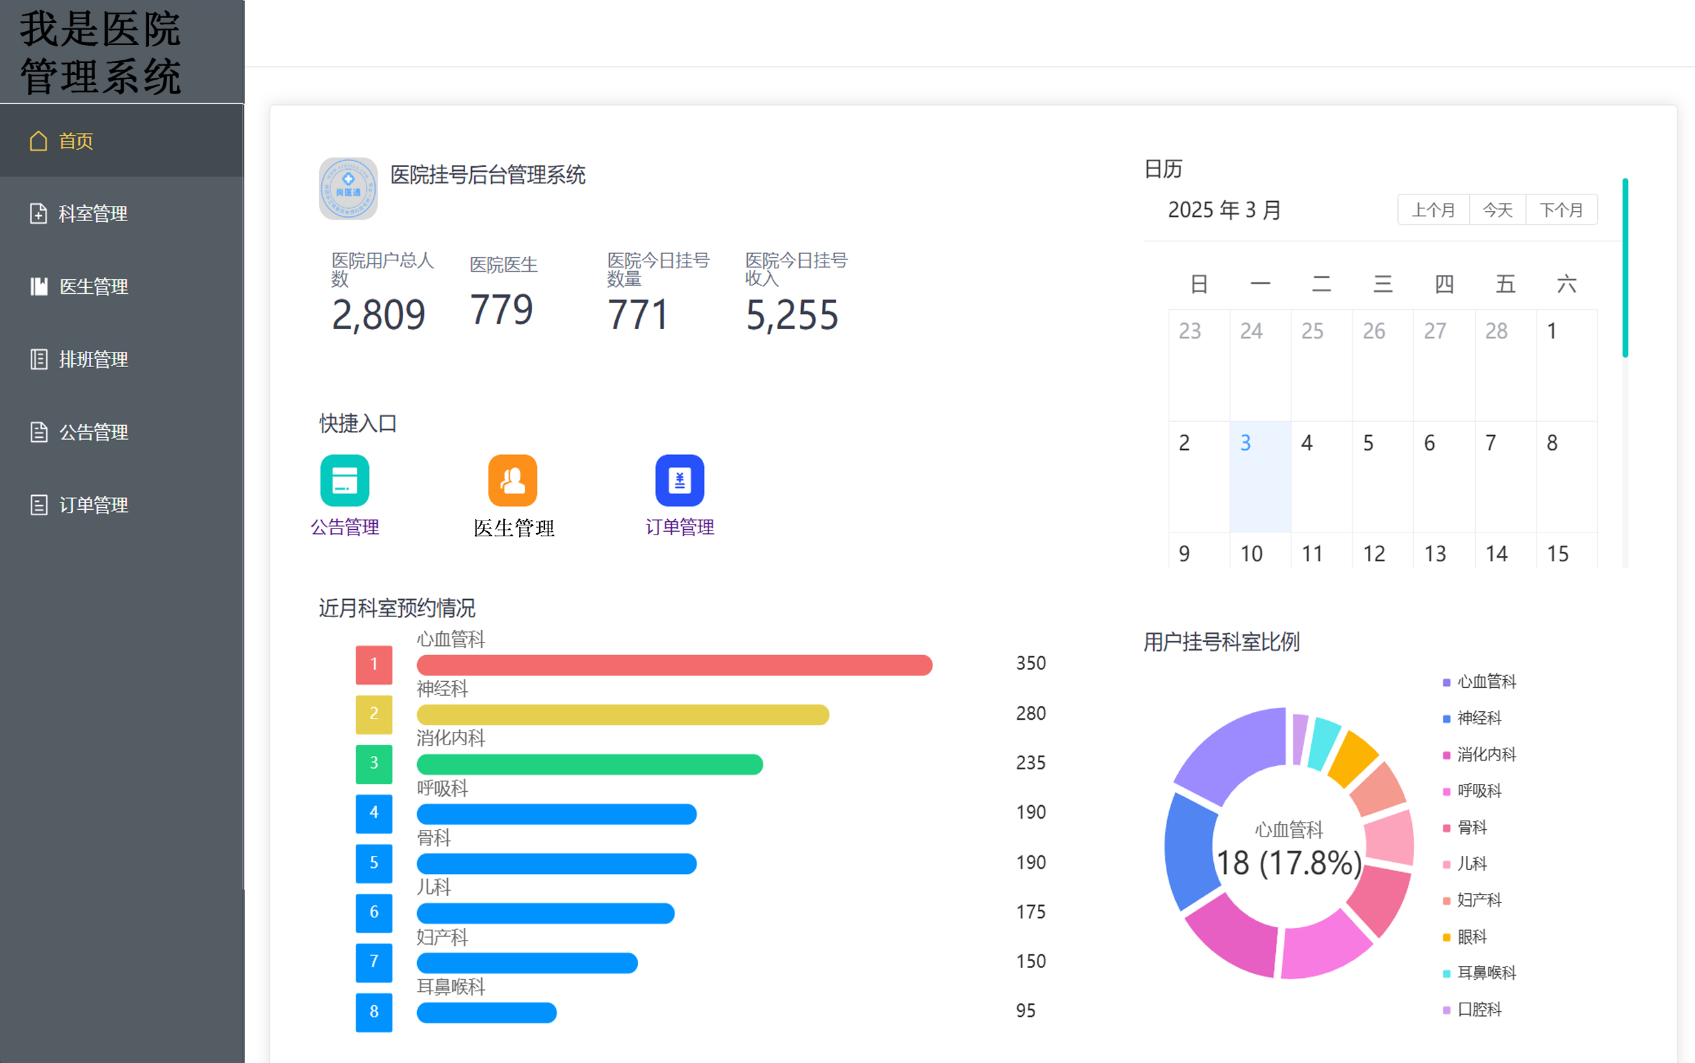 我是医院
管理系统
首页
科室管理
医生管理
排班管理
公告管理
订单管理
尚医通
医院挂号后台管理系统
医院用户总人
数
2,809
医院医生
779
医院今日挂号
数量
771
医院今日挂号
收入
5,255
快捷入口
公告管理
医生管理
订单管理
近月科室预约情况
心血管科
1 350
神经科
2 280
消化内科
3 235
呼吸科
4 190
骨科
5 190
儿科
6 175
妇产科
7 150
耳鼻喉科
8 95
日历
2025 年 3 月
上个月 今天 下个月
日 一 二 三 四 五 六
23 24 25 26 27 28 1
2 3 4 5 6 7 8
9 10 11 12 13 14 15
用户挂号科室比例
心血管科
18 (17.8%)
心血管科
神经科
消化内科
呼吸科
骨科
儿科
妇产科
眼科
耳鼻喉科
口腔科